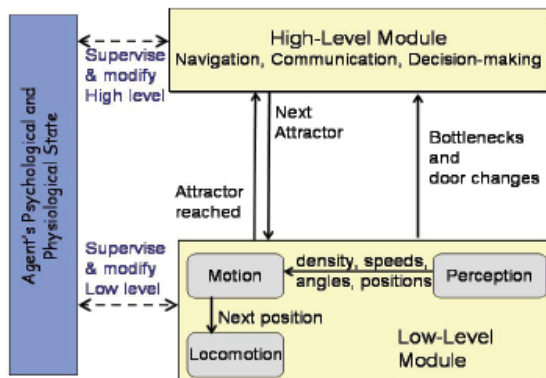 Agent's Psychological and
Physiological State
Supervise
& modify
High level
High-Level Module
Navigation, Communication, Decision-making
Next
Attractor
Attractor
reached
Bottlenecks
and
door changes
Supervise
& modify
Low level
Motion
density, speeds,
angles, positions
Perception
Next position
Locomotion
Low-Level
Module